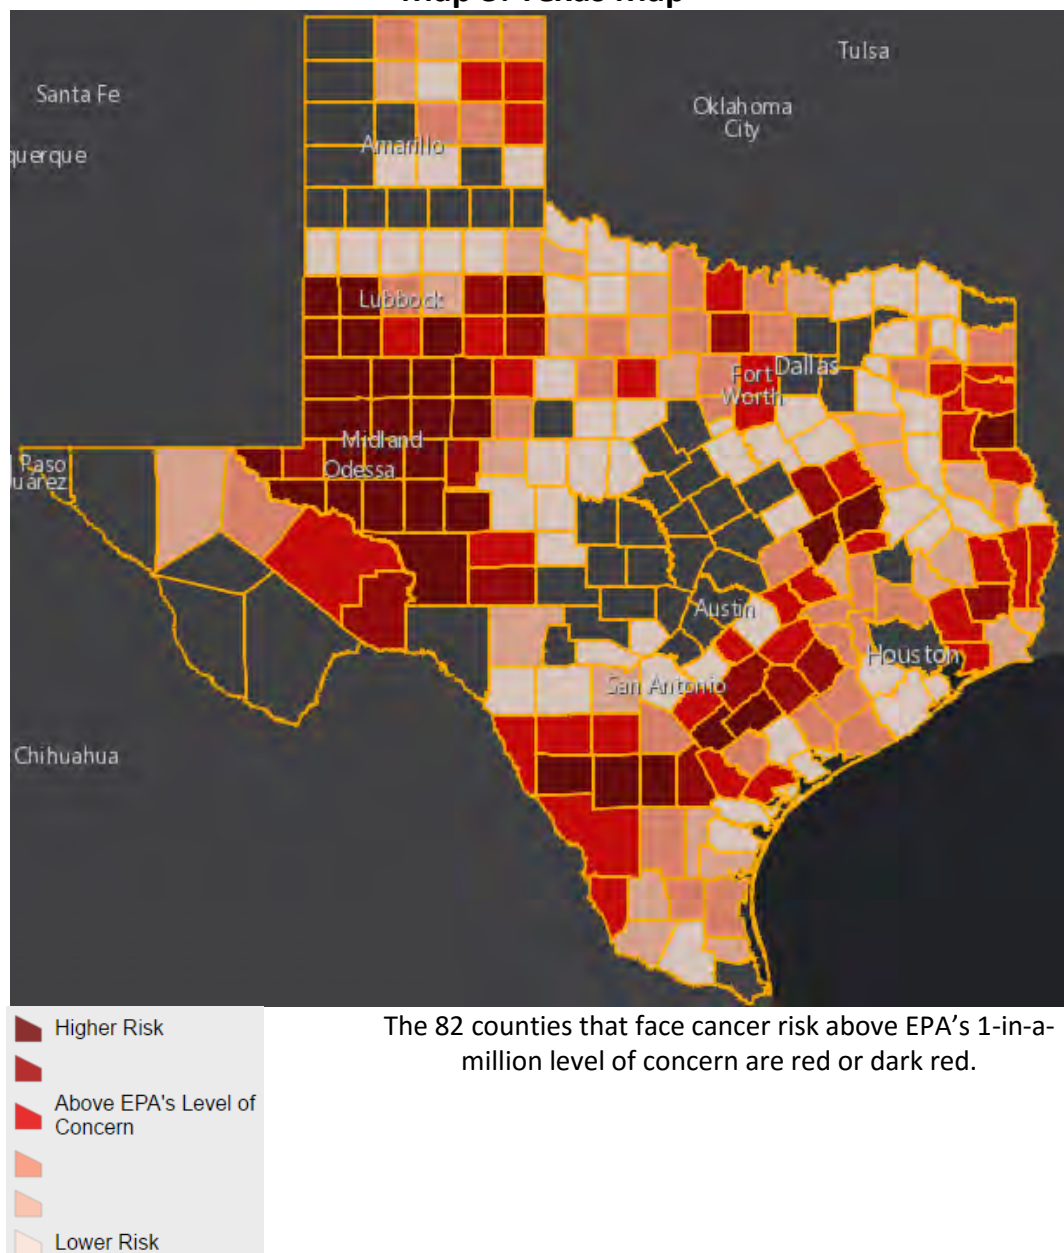 Tulsa
Santa Fe
Oklahoma
City
querque
Amarillo
Lubbock
Fort
Worth
Dallas
Midland
Odessa
Paso
uárez
Austin
Houston
San Antonio
Chihuahua
Higher Risk
Above EPA's Level of
Concern
Lower Risk
The 82 counties that face cancer risk above EPA's 1-in-a-
million level of concern are red or dark red.